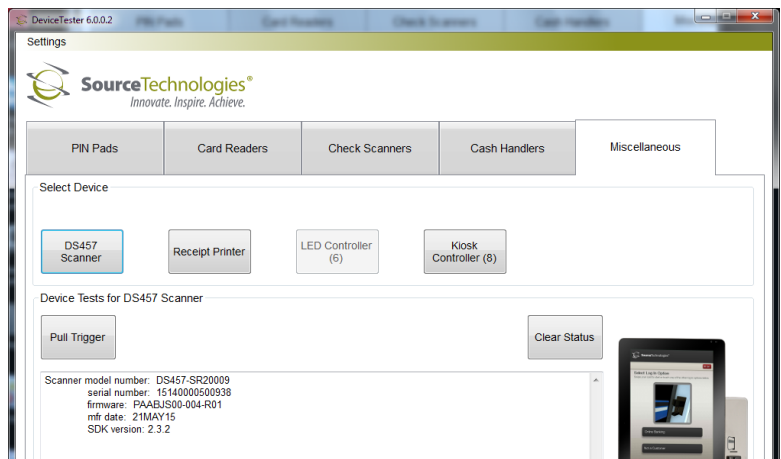 DeviceTester 6.0.0.2
Settings
SourceTechnologies®
Innovate. Inspire. Achieve.
PIN Pads
Card Readers
Check Scanners
Cash Handlers
Miscellaneous
Select Device
DS457
Scanner
Receipt Printer
LED Controller
(6)
Kiosk
Controller (8)
Device Tests for DS457 Scanner
Pull Trigger
Clear Status
Scanner model number: DS457-SR20009
serial number: 15140000500938
firmware: PAABJS00-004-R01
mfr date: 21MAY15
SDK version: 2.3.2